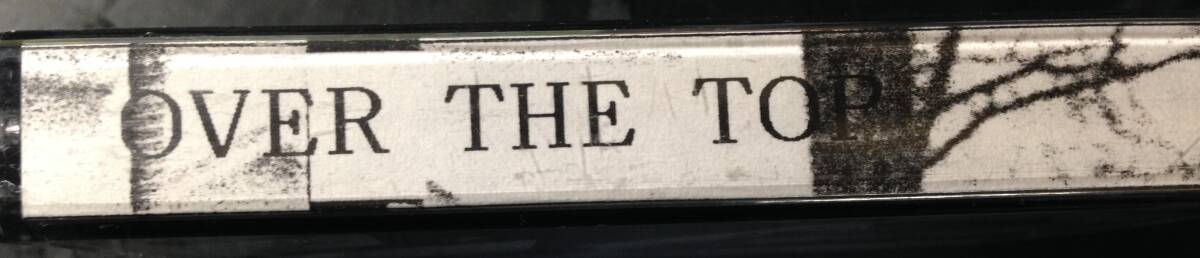 OVER THE TOP